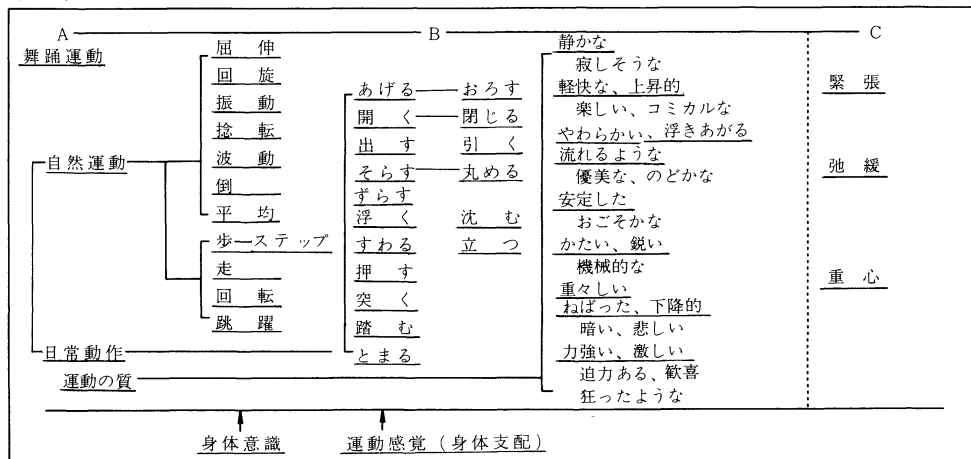 A B C
舞踊運動
自然運動
日常動作
運動の質
屈伸
回旋
振動
捻転
波動
倒
平均
歩―ステップ
走
回転
跳躍
あげる――おろす
開く――閉じる
出す 引く
そらす――丸める
ずらす
浮く 沈む
すわる 立つ
押す
突く
踏む
とまる
静かな
寂しそうな
軽快な、上昇的
楽しい、コミカルな
やわらかい、浮きあがる
流れるような
優美な、のどかな
安定した
おごそかな
かたい、鋭い
機械的な
重々しい
ねばった、下降的
暗い、悲しい
力強い、激しい
迫力ある、歓喜
狂ったような
緊張
弛緩
重心
身体意識 運動感覚(身体支配)